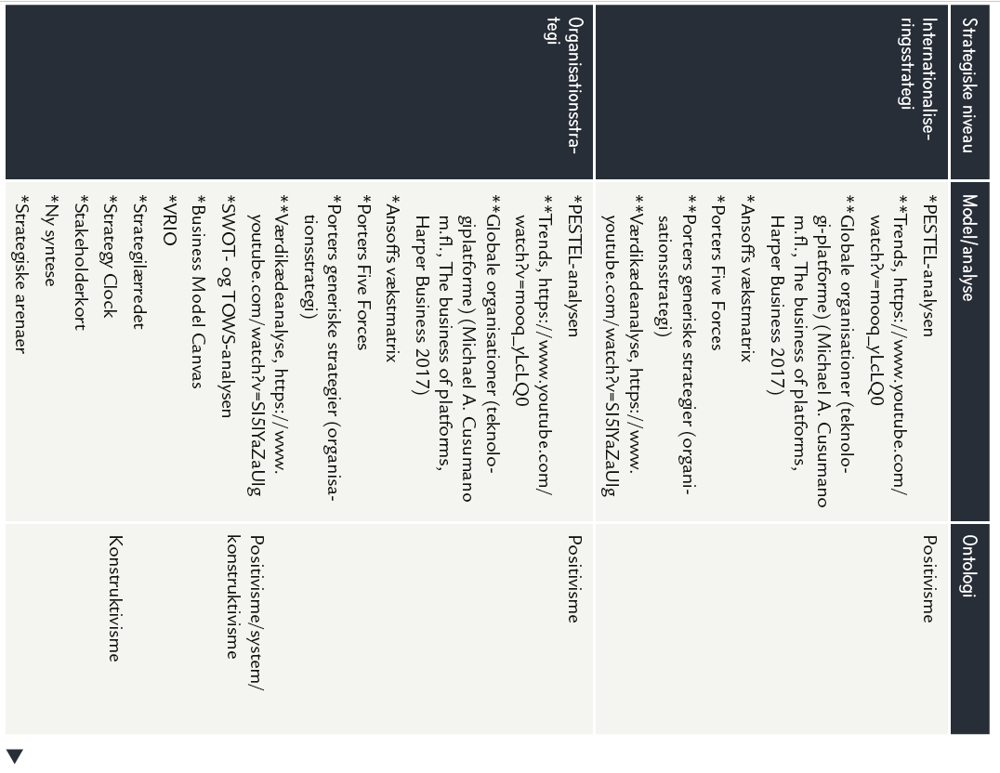 Strategiske niveau
Model/analyse
Ontologi
Internationalise-
ringsstrategi
*PESTEL-analysen
**Trends, https://www.youtube.com/
watch?v=mooq_yLcLQ0
**Globale organisationer (teknolo-
gi-platforme) (Michael A. Cusumano
m.fl., The business of platforms,
Harper Business 2017)
*Ansoffs vækstmatrix
*Porters Five Forces
**Porters generiske strategier (organi-
sationsstrategi)
**Værdikædeanalyse, https://www.
youtube.com/watch?v=SI5lYaZaUlg
Positivisme
Organisationsstra-
tegi
*PESTEL-analysen
**Trends, https://www.youtube.com/
watch?v=mooq_yLcLQ0
**Globale organisationer (teknolo-
giplatforme) (Michael A. Cusumano
m.fl., The business of platforms,
Harper Business 2017)
*Ansoffs vækstmatrix
*Porters Five Forces
*Porters generiske strategier (organisa-
tionsstrategi)
**Værdikædeanalyse, https://www.
youtube.com/watch?v=SI5lYaZaUlg
*SWOT- og TOWS-analysen
*Business Model Canvas
*VRIO
*Strategilærredet
*Strategy Clock
*Stakeholderkort
*Ny syntese
*Strategiske arenaer
Positivisme
Positivisme/system/
konstruktivisme
Konstruktivisme